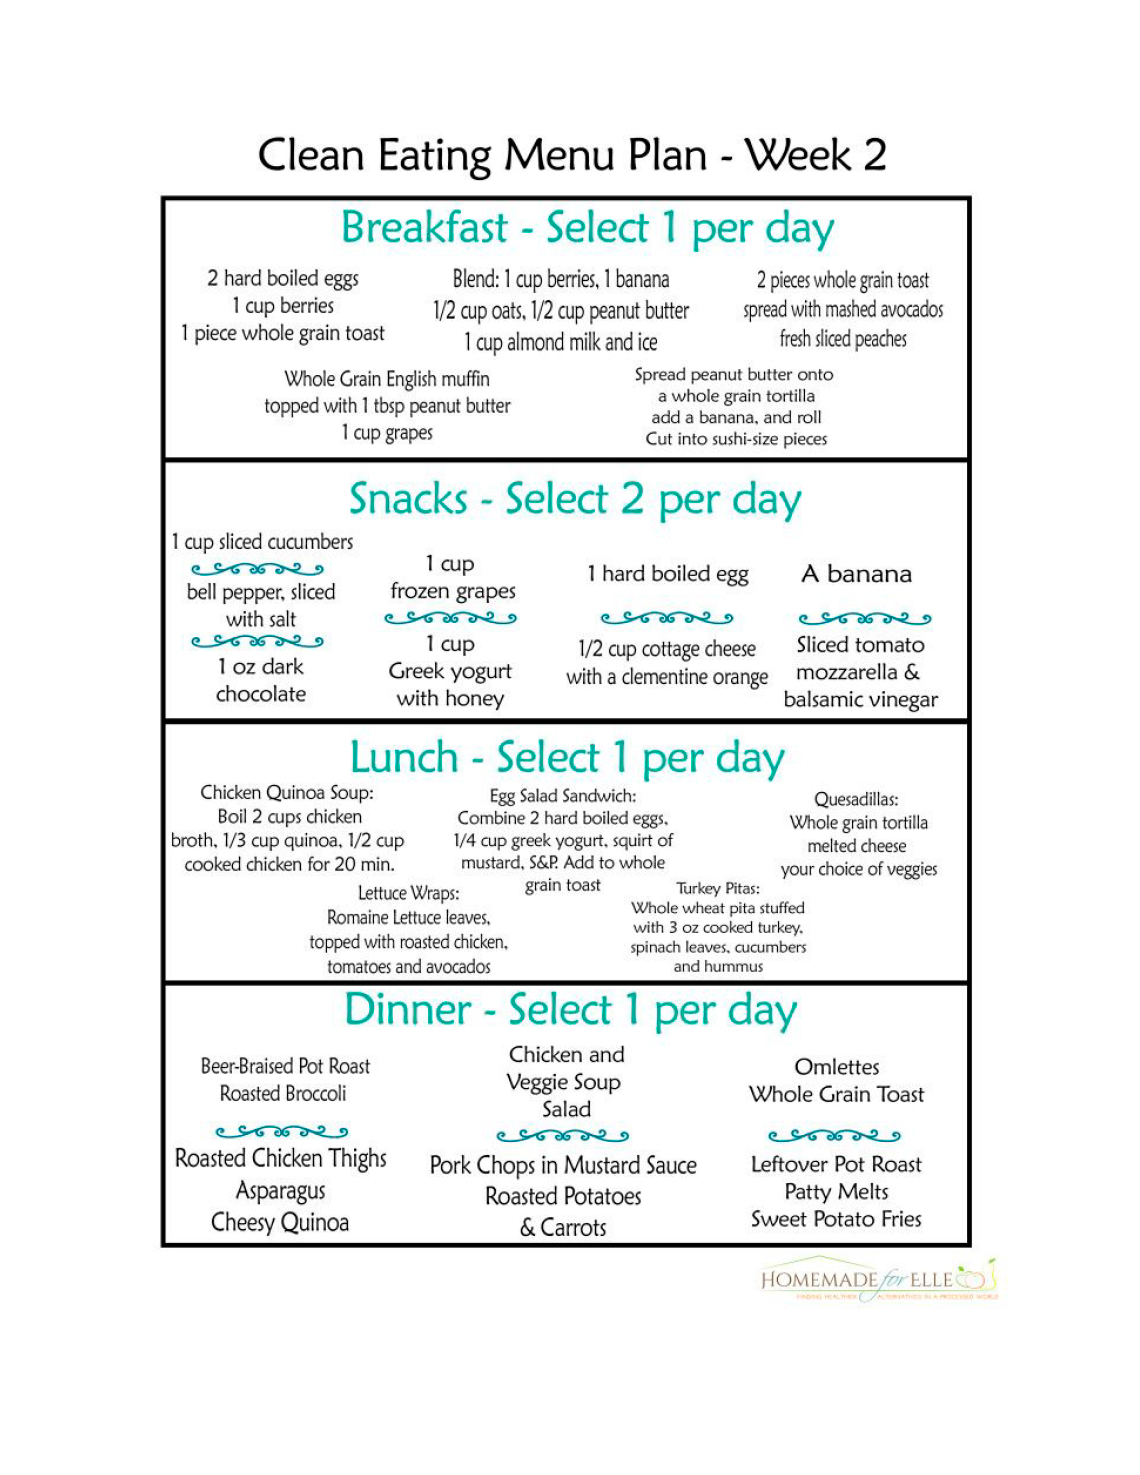 Clean Eating Menu Plan - Week 2
Breakfast - Select 1 per day
2 hard boiled eggs
1 cup berries
1 piece whole grain toast
Blend: 1 cup berries, 1 banana
1/2 cup oats, 1/2 cup peanut butter
1 cup almond milk and ice
2 pieces whole grain toast
spread with mashed avocados
fresh sliced peaches
Whole Grain English muffin
topped with 1 tbsp peanut butter
1 cup grapes
Spread peanut butter onto
a whole grain tortilla
add a banana, and roll
Cut into sushi-size pieces
Snacks - Select 2 per day
1 cup sliced cucumbers
bell pepper, sliced
with salt
1 oz dark
chocolate
1 cup
frozen grapes
1 cup
Greek yogurt
with honey
1 hard boiled egg
1/2 cup cottage cheese
with a clementine orange
A banana
Sliced tomato
mozzarella &
balsamic vinegar
Lunch - Select 1 per day
Chicken Quinoa Soup:
Boil 2 cups chicken
broth, 1/3 cup quinoa, 1/2 cup
cooked chicken for 20 min.
Egg Salad Sandwich:
Combine 2 hard boiled eggs,
1/4 cup greek yogurt, squirt of
mustard, S&P. Add to whole
grain toast
Quesadillas:
Whole grain tortilla
melted cheese
your choice of veggies
Lettuce Wraps:
Romaine Lettuce leaves,
topped with roasted chicken,
tomatoes and avocados
Turkey Pitas:
Whole wheat pita stuffed
with 3 oz cooked turkey,
spinach leaves, cucumbers
and hummus
Dinner - Select 1 per day
Beer-Braised Pot Roast
Roasted Broccoli
Roasted Chicken Thighs
Asparagus
Cheesy Quinoa
Chicken and
Veggie Soup
Salad
Pork Chops in Mustard Sauce
Roasted Potatoes
& Carrots
Omlettes
Whole Grain Toast
Leftover Pot Roast
Patty Melts
Sweet Potato Fries
HOMEMADE for ELLE
FINDING HEALTHIER ALTERNATIVES IN A PROCESSED WORLD